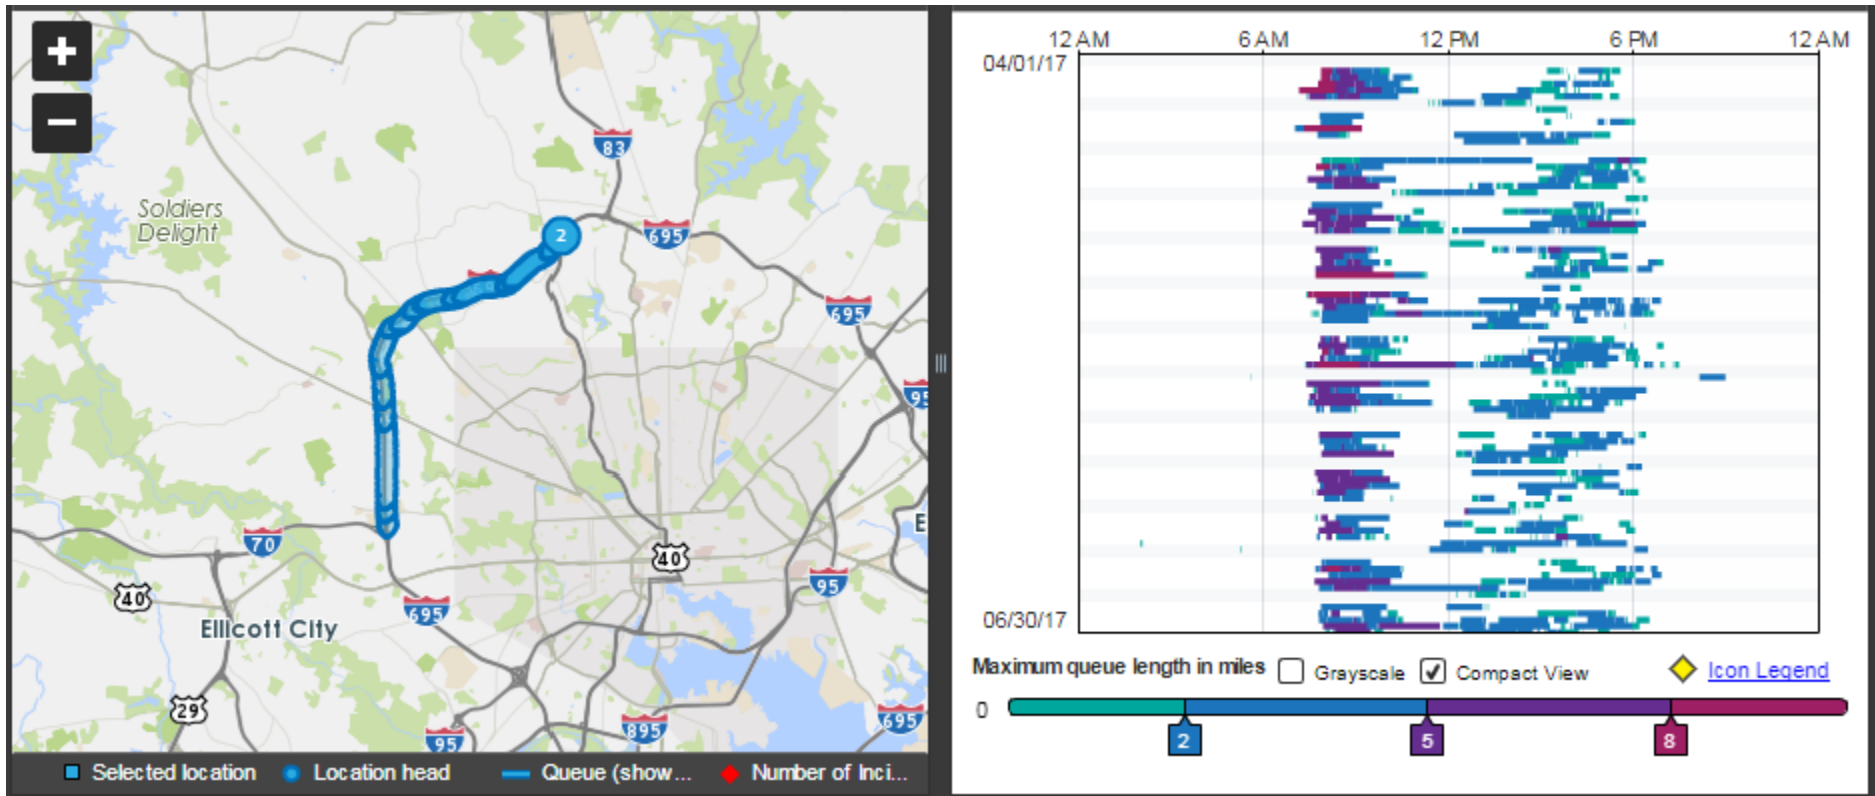 +
−
83
Soldiers
Delight
2
695
695
95
70
E
40
40
95
695
Ellicott City
29
695
895
95
Selected location
Location head
Queue (show...
Number of Inci...
12 AM 6 AM 12 PM 6 PM 12 AM
04/01/17
06/30/17
Maximum queue length in miles
Grayscale
Compact View
Icon Legend
0
2 5 8